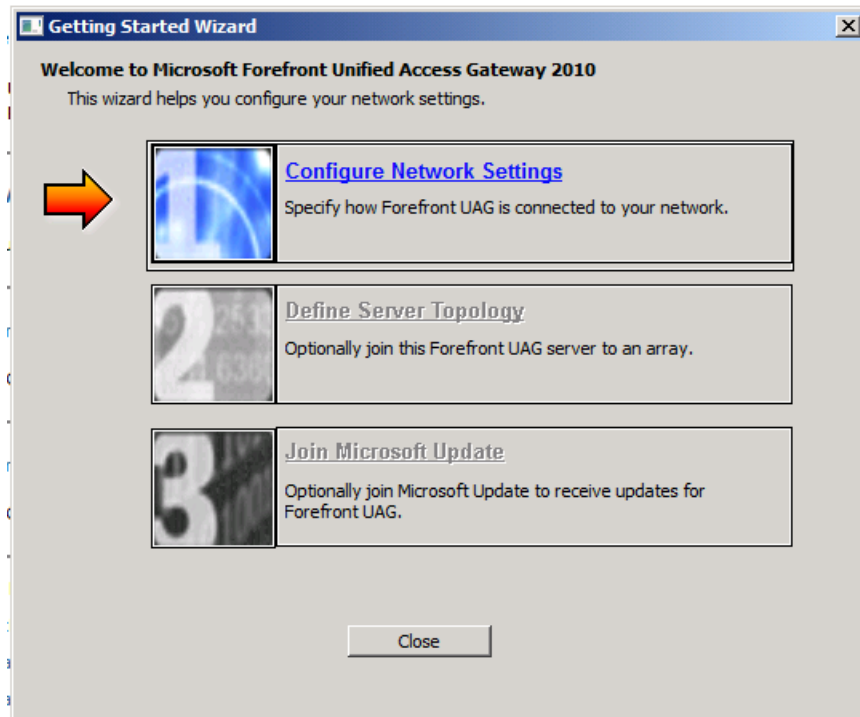 Getting Started Wizard
Welcome to Microsoft Forefront Unified Access Gateway 2010
This wizard helps you configure your network settings.
1
Configure Network Settings
Specify how Forefront UAG is connected to your network.
2
Define Server Topology
Optionally join this Forefront UAG server to an array.
3
Join Microsoft Update
Optionally join Microsoft Update to receive updates for
Forefront UAG.
Close